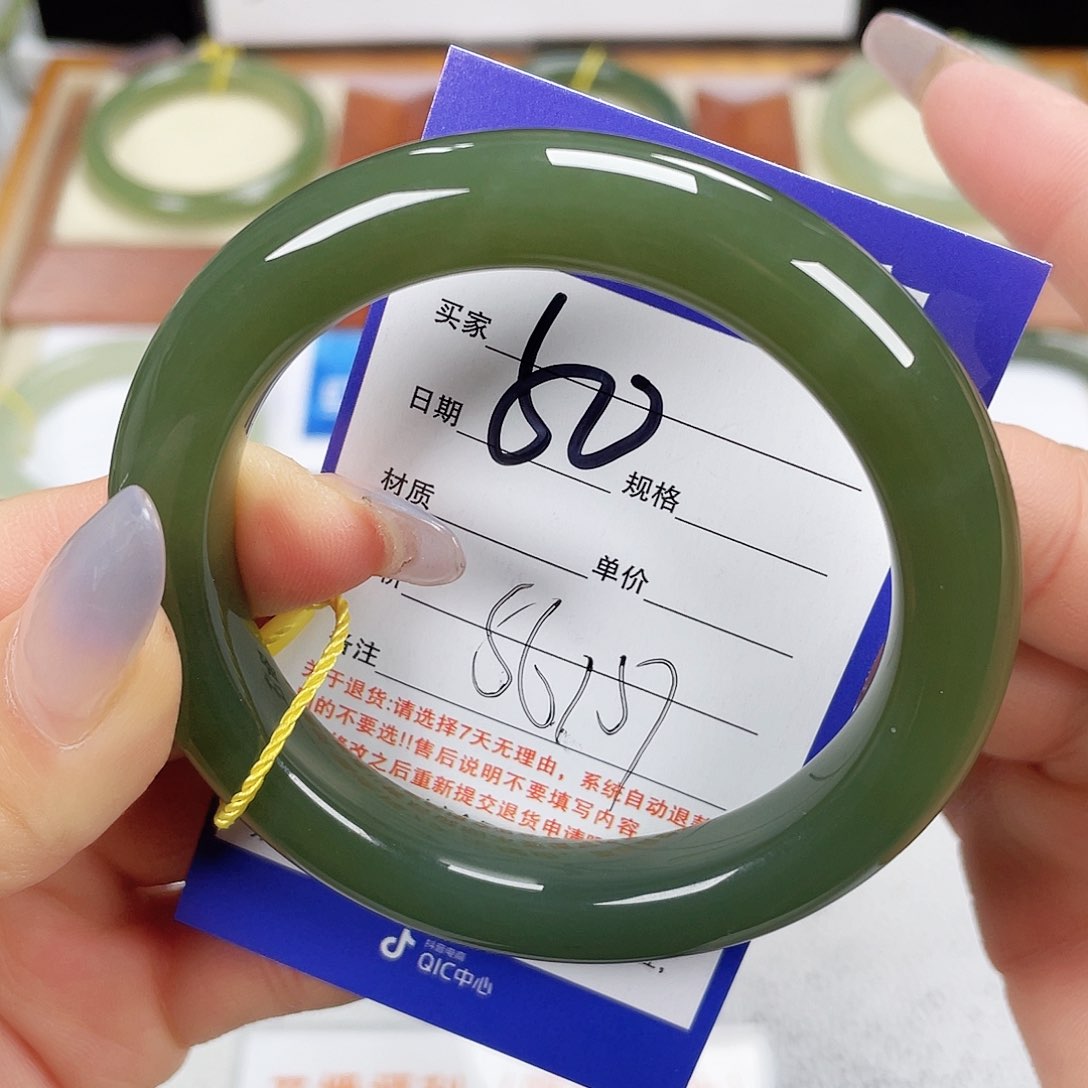 买家
60
日期
规格
材质
单价
价
备注
关于退货:请选择7天无理由，系统自动退款
的不要选!!售后说明不要填写内容
修改之后重新提交退货申请
抖音电商
QIC中心